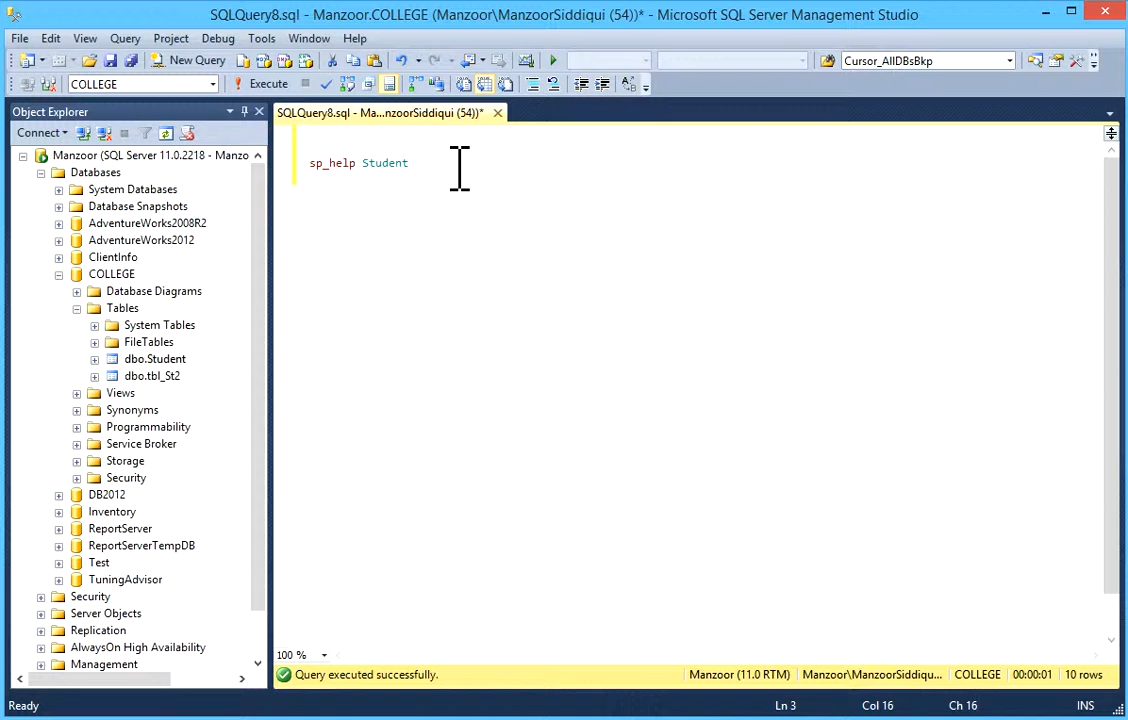 SQLQuery8.sql - Manzoor.COLLEGE (Manzoor\ManzoorSiddiqui (54))* - Microsoft SQL Server Management Studio
File Edit View Query Project Debug Tools Window Help
New Query Cursor_AllDBsBkp
COLLEGE Execute
Object Explorer
SQLQuery8.sql - Ma...nzoorSiddiqui (54))*
Connect
Manzoor (SQL Server 11.0.2218 - Manzo
Databases
System Databases
Database Snapshots
AdventureWorks2008R2
AdventureWorks2012
ClientInfo
COLLEGE
Database Diagrams
Tables
System Tables
FileTables
dbo.Student
dbo.tbl_St2
Views
Synonyms
Programmability
Service Broker
Storage
Security
DB2012
Inventory
ReportServer
ReportServerTempDB
Test
TuningAdvisor
Security
Server Objects
Replication
AlwaysOn High Availability
Management
sp_help Student
100 %
Query executed successfully. Manzoor (11.0 RTM) Manzoor\ManzoorSiddiqu... COLLEGE 00:00:01 10 rows
Ready Ln 3 Col 16 Ch 16 INS